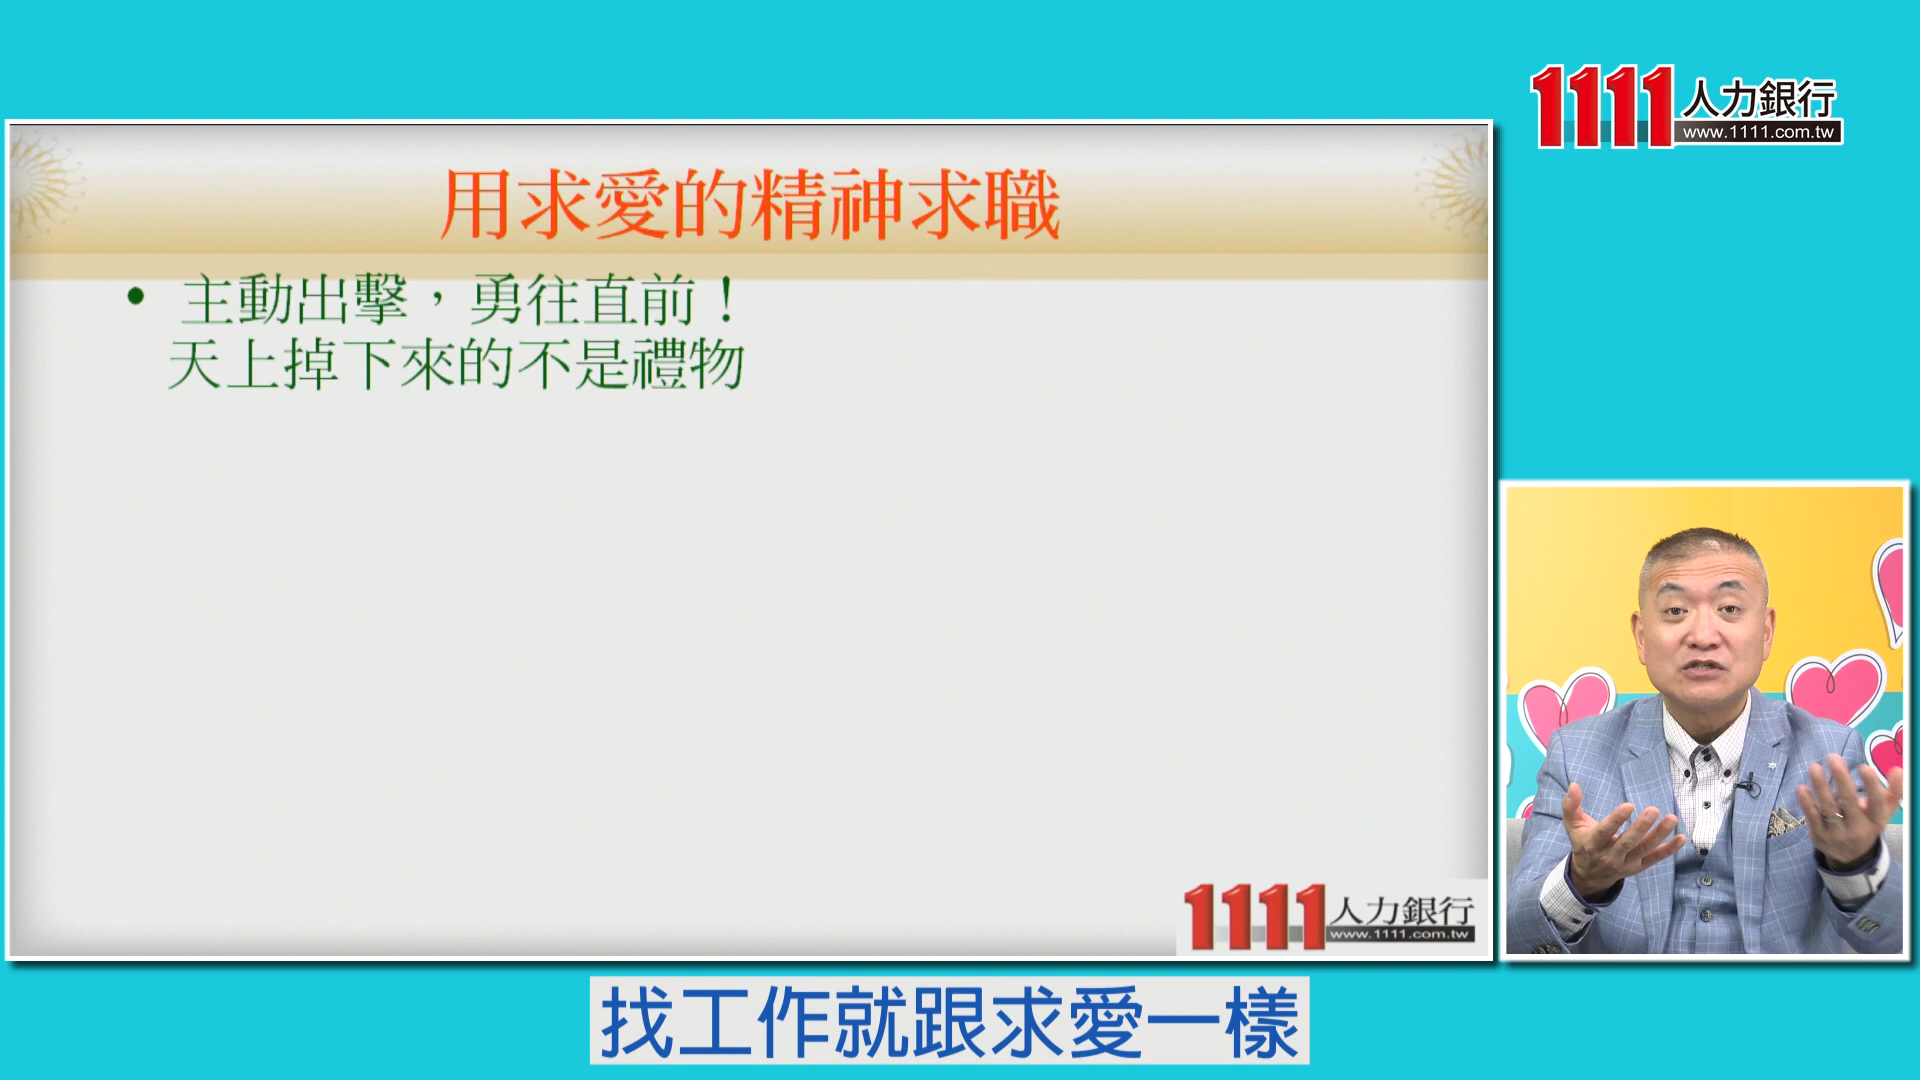 1111人力銀行
www.1111.com.tw
用求愛的精神求職
• 主動出擊，勇往直前！
天上掉下來的不是禮物
1111人力銀行
www.1111.com.tw
找工作就跟求愛一樣